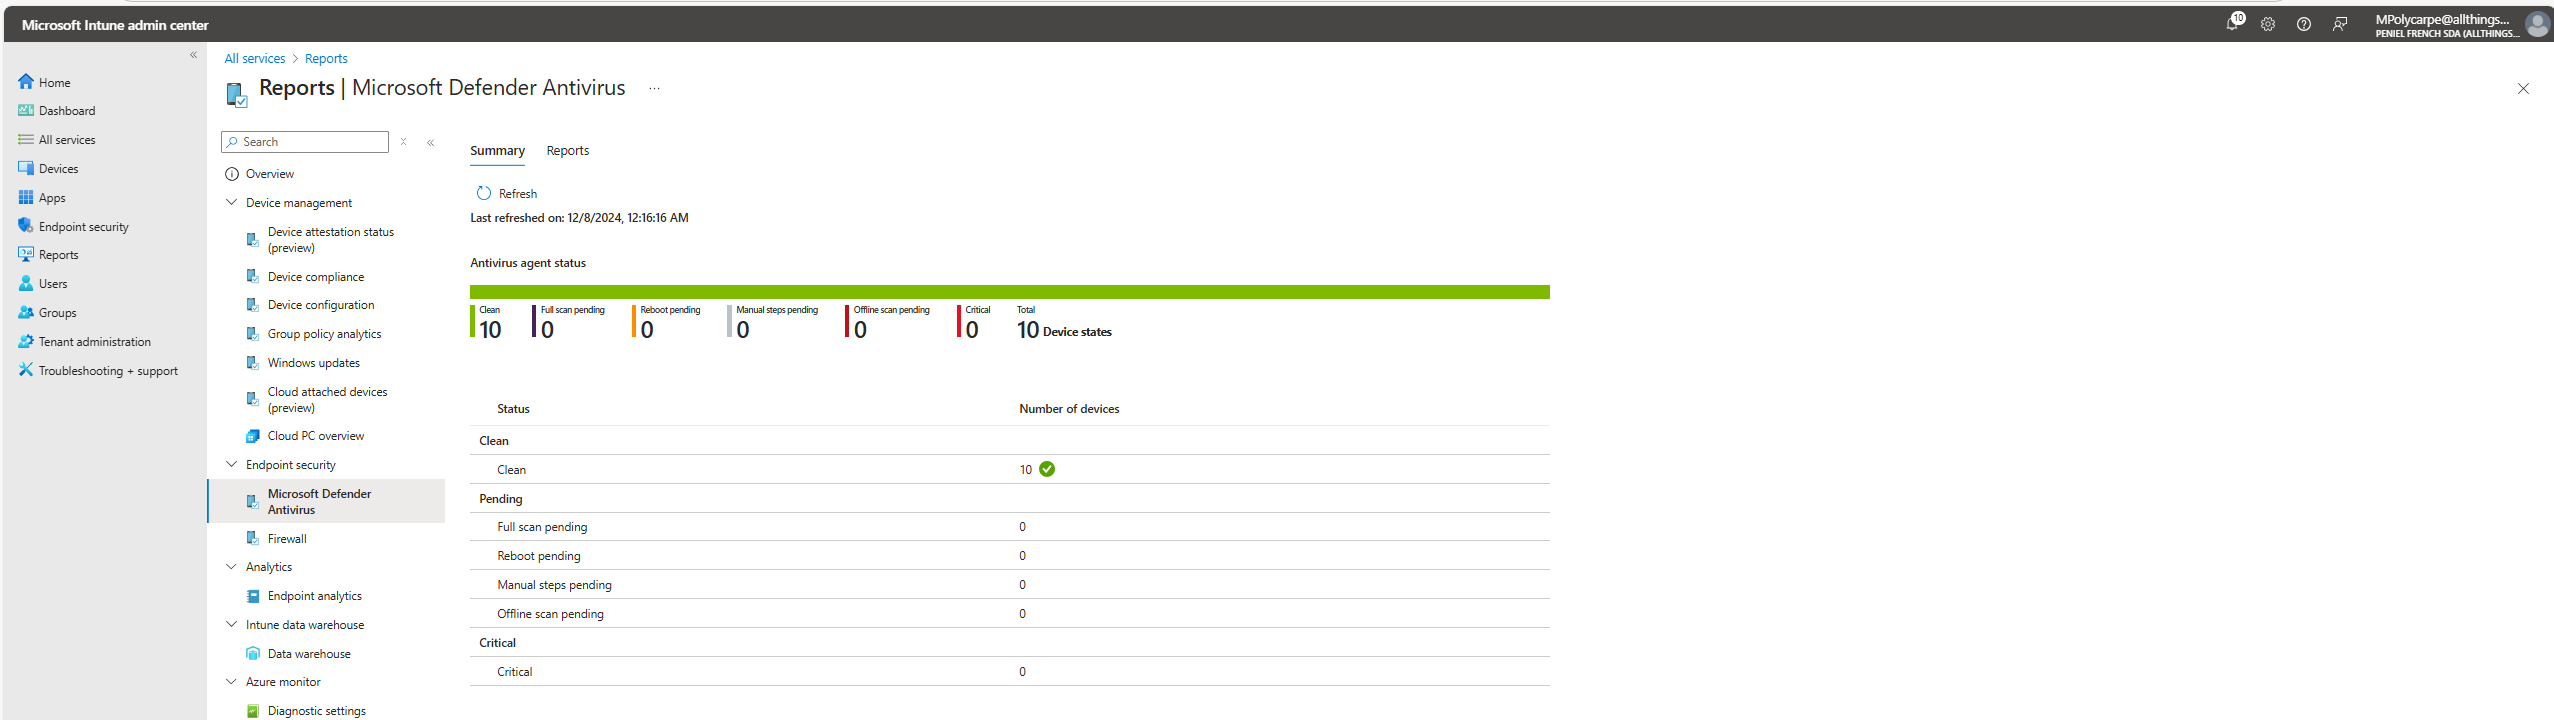 Microsoft Intune admin center
10
MPolycarpe@allthings...
PENIEL FRENCH SDA (ALLTHINGS...
Home
Dashboard
All services
Devices
Apps
Endpoint security
Reports
Users
Groups
Tenant administration
Troubleshooting + support
All services > Reports
Reports | Microsoft Defender Antivirus ...
Search
Overview
Device management
Device attestation status
(preview)
Device compliance
Device configuration
Group policy analytics
Windows updates
Cloud attached devices
(preview)
Cloud PC overview
Endpoint security
Microsoft Defender
Antivirus
Firewall
Analytics
Endpoint analytics
Intune data warehouse
Data warehouse
Azure monitor
Diagnostic settings
Summary Reports
Refresh
Last refreshed on: 12/8/2024, 12:16:16 AM
Antivirus agent status
Clean Full scan pending Reboot pending Manual steps pending Offline scan pending Critical Total
10 0 0 0 0 0 10 Device states
Status Number of devices
Clean
Clean 10
Pending
Full scan pending 0
Reboot pending 0
Manual steps pending 0
Offline scan pending 0
Critical
Critical 0